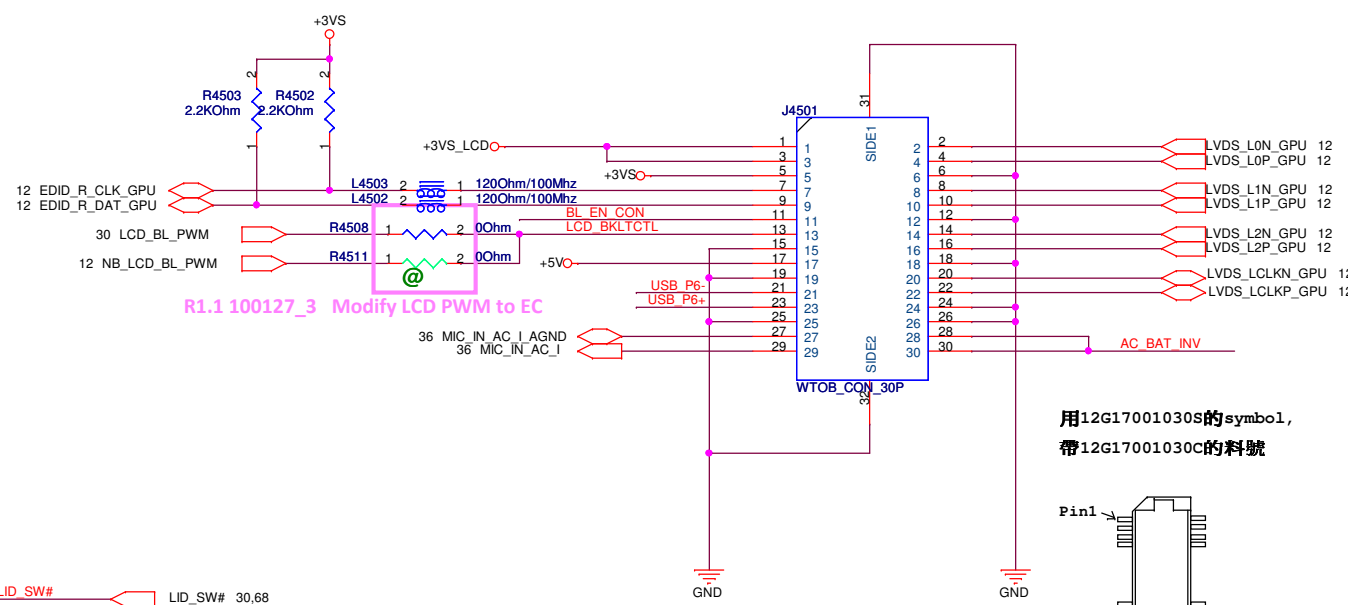 +3VS
R4503
2.2KOhm
R4502
2.2KOhm
2
2
1
1
J4501
31
SIDE1
+3VS_LCD
+3VS
12 EDID_R_CLK_GPU
12 EDID_R_DAT_GPU
L4503 2 1 120Ohm/100Mhz
L4502 2 1 120Ohm/100Mhz
BL_EN_CON
LCD_BKLTCTL
30 LCD_BL_PWM
R4508 1 2 0Ohm
12 NB_LCD_BL_PWM
R4511 1 2 0Ohm
@
R1.1 100127_3 Modify LCD PWM to EC
+5V
USB_P6-
USB_P6+
36 MIC_IN_AC_I_AGND
36 MIC_IN_AC_I
1 1
3 3
5 5
7 7
9 9
11 11
13 13
15 15
17 17
19 19
21 21
23 23
25 25
27 27
29 29
2 2
4 4
6 6
8 8
10 10
12 12
14 14
16 16
18 18
20 20
22 22
24 24
26 26
28 28
30 30
SIDE2
WTOB_CON_30P
32
LVDS_L0N_GPU 12
LVDS_L0P_GPU 12
LVDS_L1N_GPU 12
LVDS_L1P_GPU 12
LVDS_L2N_GPU 12
LVDS_L2P_GPU 12
LVDS_LCLKN_GPU 12
LVDS_LCLKP_GPU 12
AC_BAT_INV
用12G17001030S的symbol,
帶12G17001030C的料號
Pin1
GND
GND
LID_SW#
LID_SW# 30,68